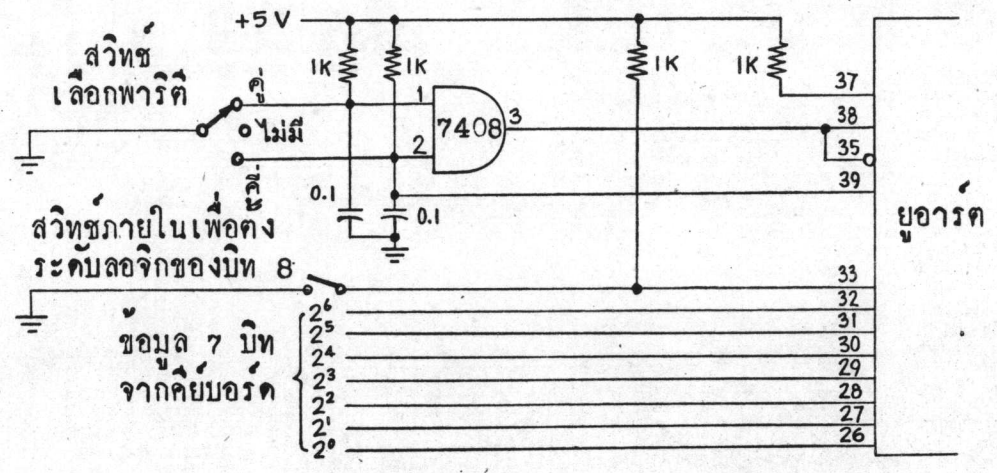 +5 V
สวิทช์
เลือกพาริตี
1K
1K
1K
1K
คู่
ไม่มี
คี่
1
2
7408
3
37
38
35
39
0.1
0.1
ยูอาร์ต
สวิทช์ภายในเพื่อตั้ง
ระดับลอจิกของบิท 8
33
32
31
30
29
28
27
26
ข้อมูล 7 บิท
จากคีย์บอร์ด
2⁶
2⁵
2⁴
2³
2²
2¹
2⁰